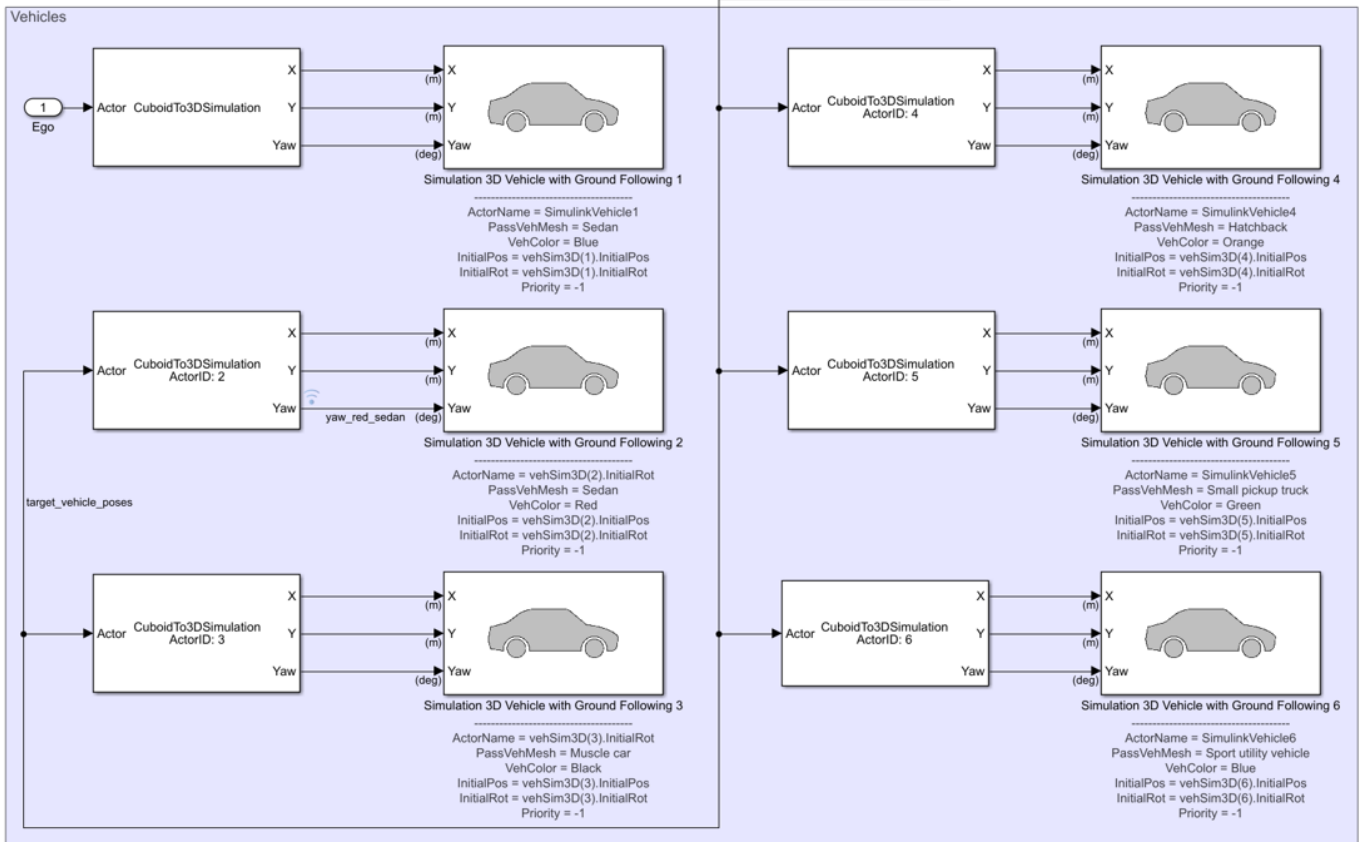 Vehicles
1
Ego
Actor
CuboidTo3DSimulation
X
Y
Yaw
(m)
(m)
(deg)
X
Y
Yaw
Simulation 3D Vehicle with Ground Following 1
--------------------------------------
ActorName = SimulinkVehicle1
PassVehMesh = Sedan
VehColor = Blue
InitialPos = vehSim3D(1).InitialPos
InitialRot = vehSim3D(1).InitialRot
Priority = -1
Actor
CuboidTo3DSimulation
ActorID: 2
X
Y
Yaw
yaw_red_sedan
(m)
(m)
(deg)
X
Y
Yaw
Simulation 3D Vehicle with Ground Following 2
--------------------------------------
ActorName = vehSim3D(2).InitialRot
PassVehMesh = Sedan
VehColor = Red
InitialPos = vehSim3D(2).InitialPos
InitialRot = vehSim3D(2).InitialRot
Priority = -1
target_vehicle_poses
Actor
CuboidTo3DSimulation
ActorID: 3
X
Y
Yaw
(m)
(m)
(deg)
X
Y
Yaw
Simulation 3D Vehicle with Ground Following 3
--------------------------------------
ActorName = vehSim3D(3).InitialRot
PassVehMesh = Muscle car
VehColor = Black
InitialPos = vehSim3D(3).InitialPos
InitialRot = vehSim3D(3).InitialRot
Priority = -1
Actor
CuboidTo3DSimulation
ActorID: 4
X
Y
Yaw
(m)
(m)
(deg)
X
Y
Yaw
Simulation 3D Vehicle with Ground Following 4
--------------------------------------
ActorName = SimulinkVehicle4
PassVehMesh = Hatchback
VehColor = Orange
InitialPos = vehSim3D(4).InitialPos
InitialRot = vehSim3D(4).InitialRot
Priority = -1
Actor
CuboidTo3DSimulation
ActorID: 5
X
Y
Yaw
(m)
(m)
(deg)
X
Y
Yaw
Simulation 3D Vehicle with Ground Following 5
--------------------------------------
ActorName = SimulinkVehicle5
PassVehMesh = Small pickup truck
VehColor = Green
InitialPos = vehSim3D(5).InitialPos
InitialRot = vehSim3D(5).InitialRot
Priority = -1
Actor
CuboidTo3DSimulation
ActorID: 6
X
Y
Yaw
(m)
(m)
(deg)
X
Y
Yaw
Simulation 3D Vehicle with Ground Following 6
--------------------------------------
ActorName = SimulinkVehicle6
PassVehMesh = Sport utility vehicle
VehColor = Blue
InitialPos = vehSim3D(6).InitialPos
InitialRot = vehSim3D(6).InitialRot
Priority = -1